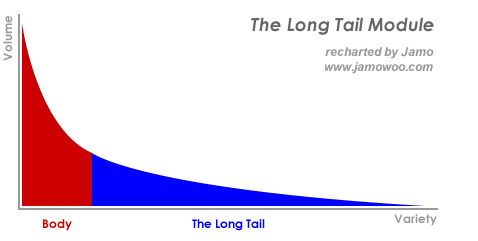 The Long Tail Module
recharted by Jamo
www.jamowoo.com
Volume
Variety
Body
The Long Tail